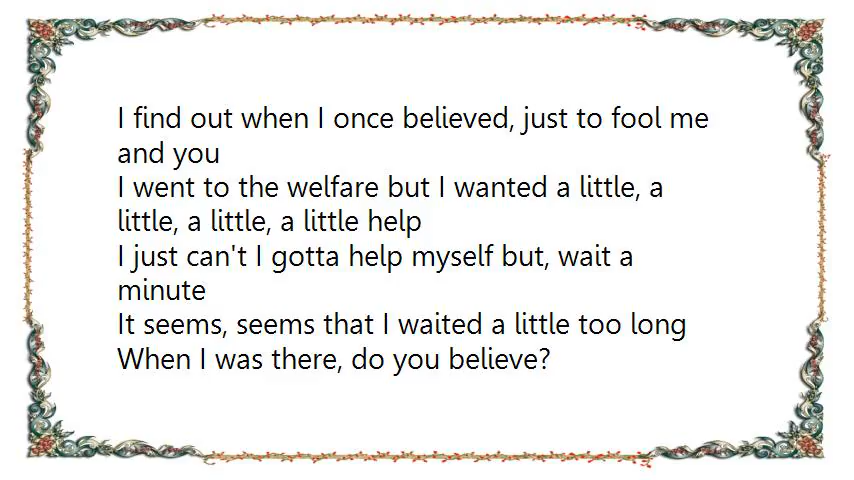 I find out when I once believed, just to fool me
and you
I went to the welfare but I wanted a little, a
little, a little, a little help
I just can't I gotta help myself but, wait a
minute
It seems, seems that I waited a little too long
When I was there, do you believe?